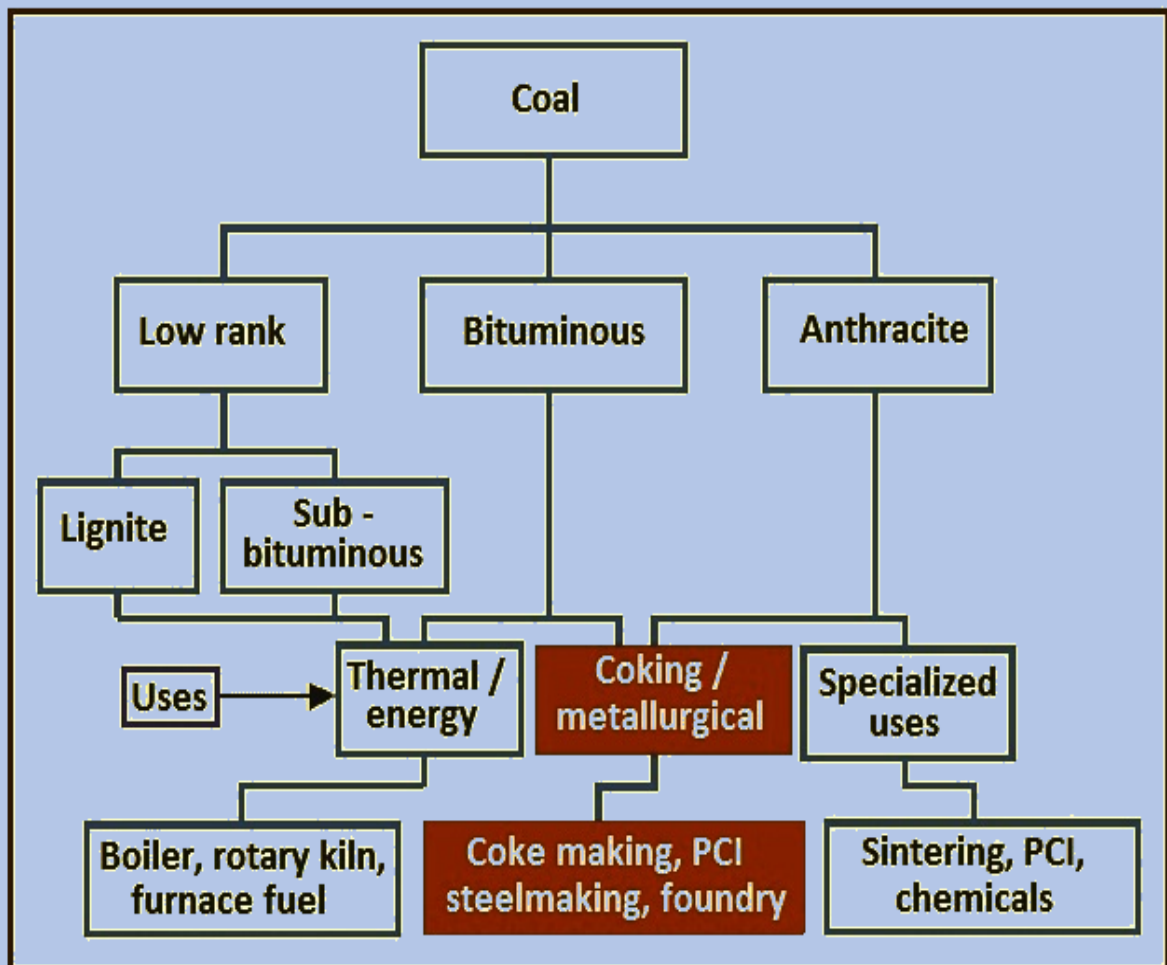 Coal
Low rank
Bituminous
Anthracite
Lignite
Sub -
bituminous
Uses
Thermal /
energy
Coking /
metallurgical
Specialized
uses
Boiler, rotary kiln,
furnace fuel
Coke making, PCI
steelmaking, foundry
Sintering, PCI,
chemicals